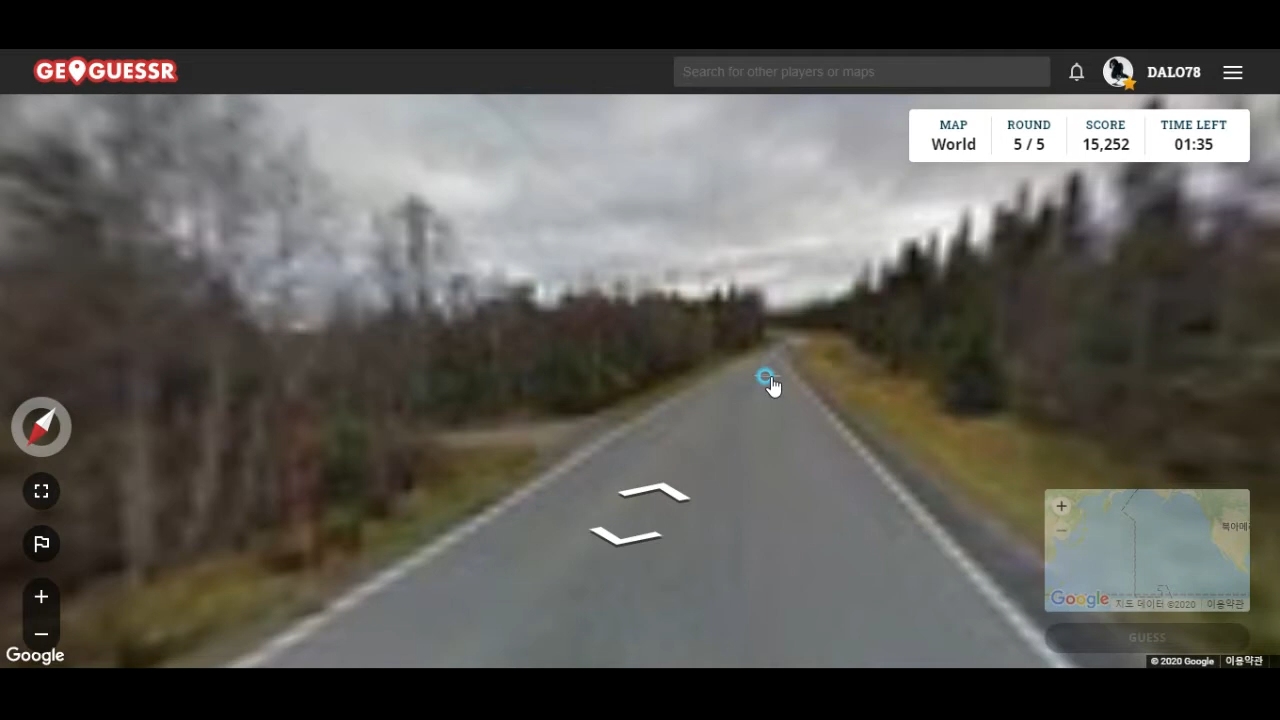 GEOGUESSR
Search for other players or maps
DALO78
MAP ROUND SCORE TIME LEFT
World 5 / 5 15,252 01:35
북아메
Google 지도 데이터 ©2020 이용약관
GUESS
Google
© 2020 Google 이용약관